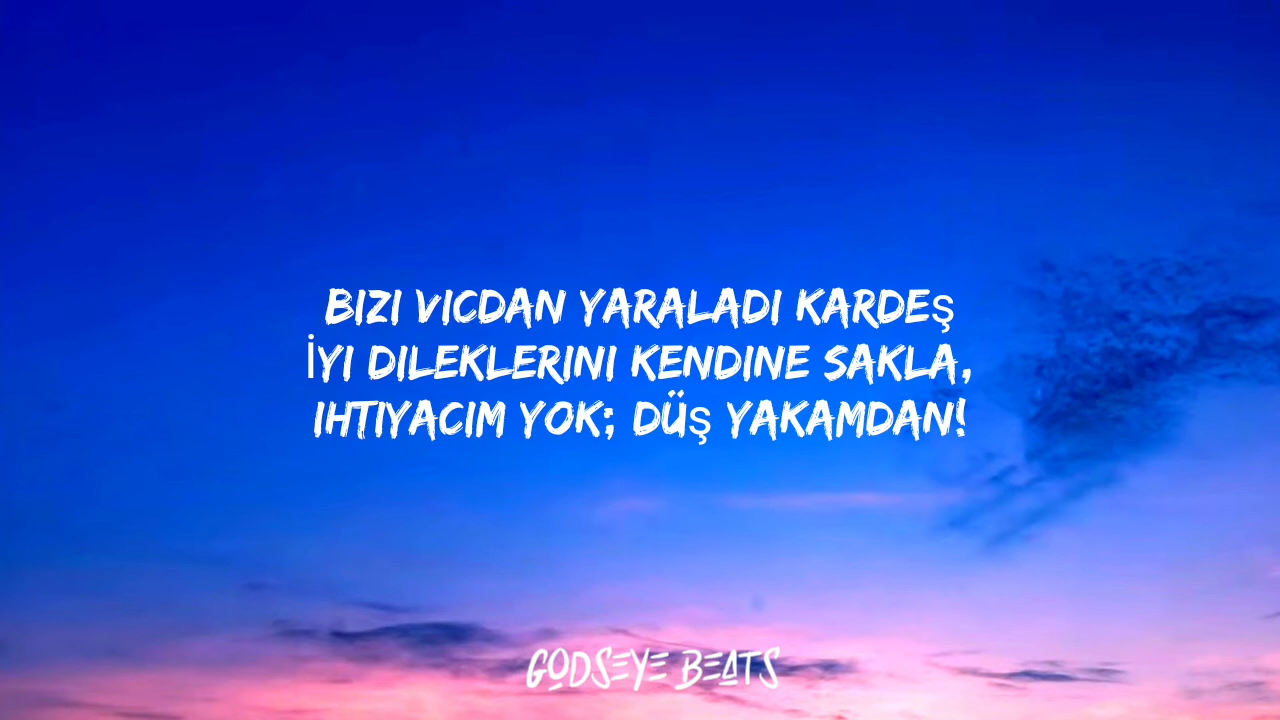 BIZI VICDAN YARALADI KARDEŞ
İYI DILEKLERINI KENDINE SAKLA,
IHTIYACIM YOK; DÜŞ YAKAMDAN!
GODSEYE BEATS